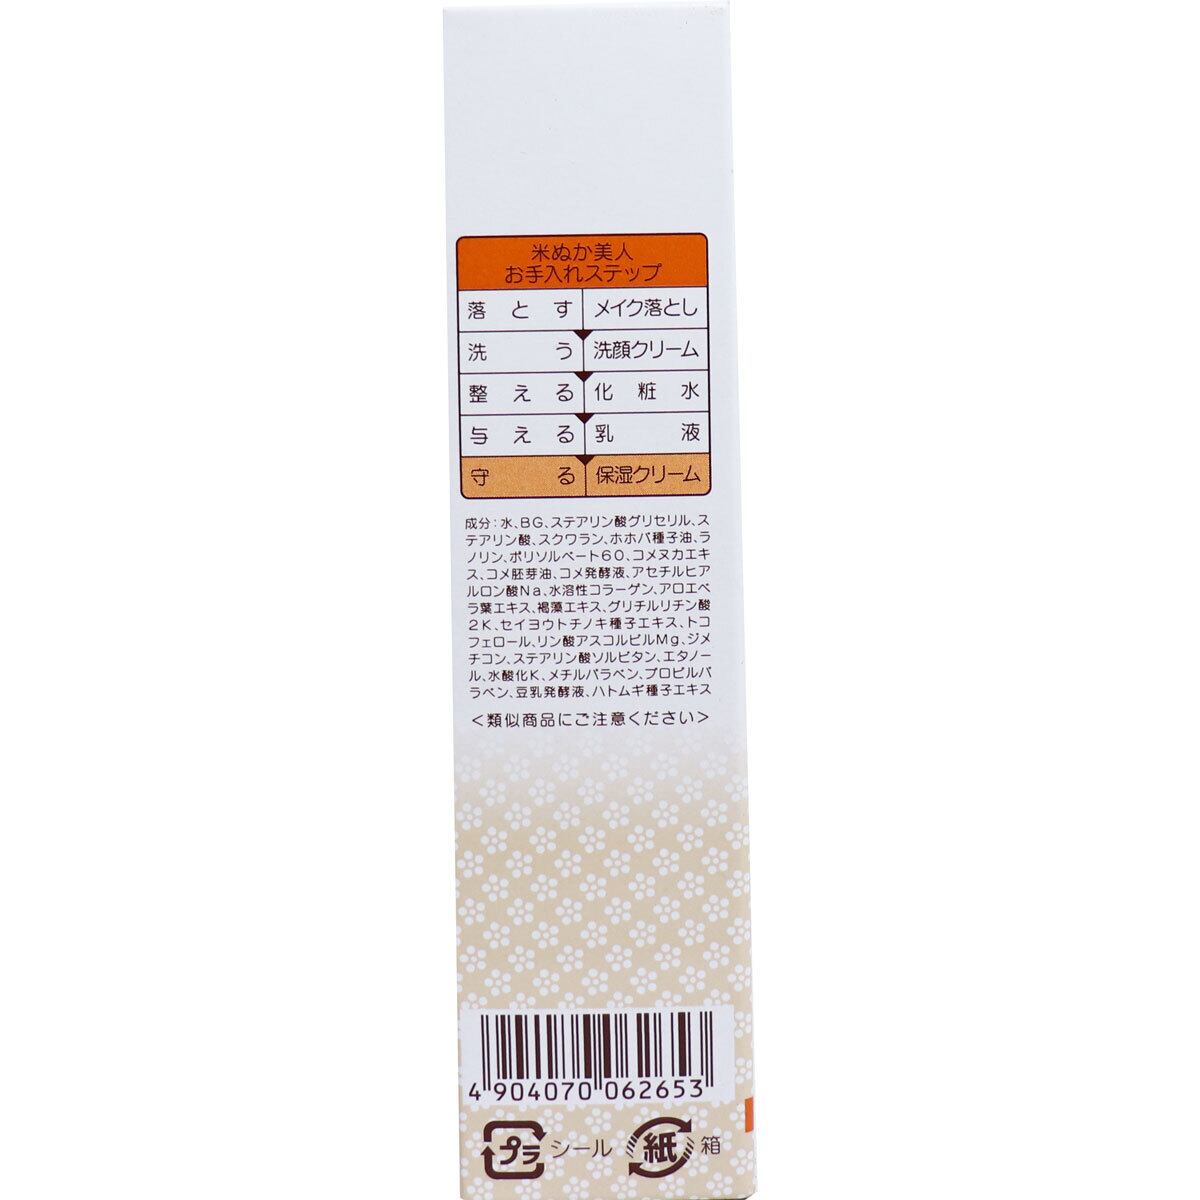 米ぬか美人
お手入れステップ
落とす メイク落とし
洗う 洗顔クリーム
整える 化粧水
与える 乳液
守る 保湿クリーム
成分：水、BG、ステアリン酸グリセリル、ス
テアリン酸、スクワラン、ホホバ種子油、ラ
ノリン、ポリソルベート60、コメヌカエキ
ス、コメ胚芽油、コメ発酵液、アセチルヒア
ルロン酸Na、水溶性コラーゲン、アロエベ
ラ葉エキス、褐藻エキス、グリチルリチン酸
2K、セイヨウトチノキ種子エキス、トコ
フェロール、リン酸アスコルビルMg、ジメ
チコン、ステアリン酸ソルビタン、エタノー
ル、水酸化K、メチルパラベン、プロピルパ
ラベン、豆乳発酵液、ハトムギ種子エキス
＜類似商品にご注意ください＞
4 904070 062653
プラ シール 紙 箱